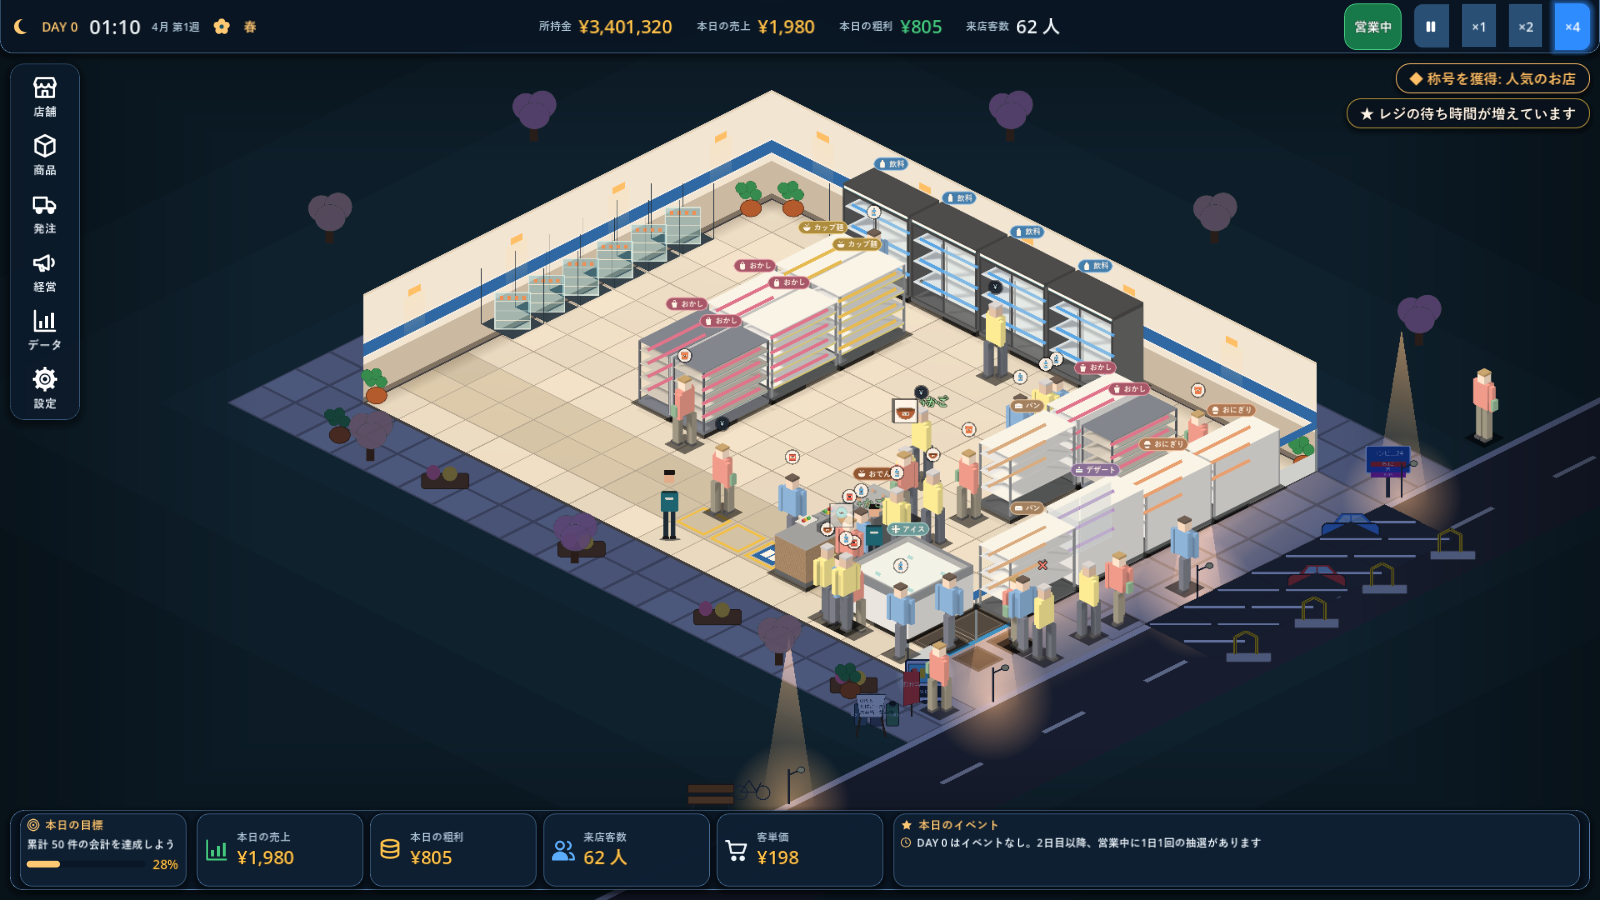 DAY 0 01:10 4月 第1週 春
所持金 ¥3,401,320 本日の売上 ¥1,980 本日の粗利 ¥805 来店客数 62 人
営業中 ×1 ×2 ×4
◆ 称号を獲得: 人気のお店
★ レジの待ち時間が増えています
店舗
商品
発注
経営
データ
設定
飲料
飲料
飲料
飲料
カップ麺
カップ麺
おかし
おかし
おかし
おかし
おかし
おかし
パン
おにぎり
おにぎり
デザート
おでん
パン
アイス
本日の目標
累計 50 件の会計を達成しよう
28%
本日の売上
¥1,980
本日の粗利
¥805
来店客数
62 人
客単価
¥198
本日のイベント
DAY 0 はイベントなし。2日目以降、営業中に1日1回の抽選があります